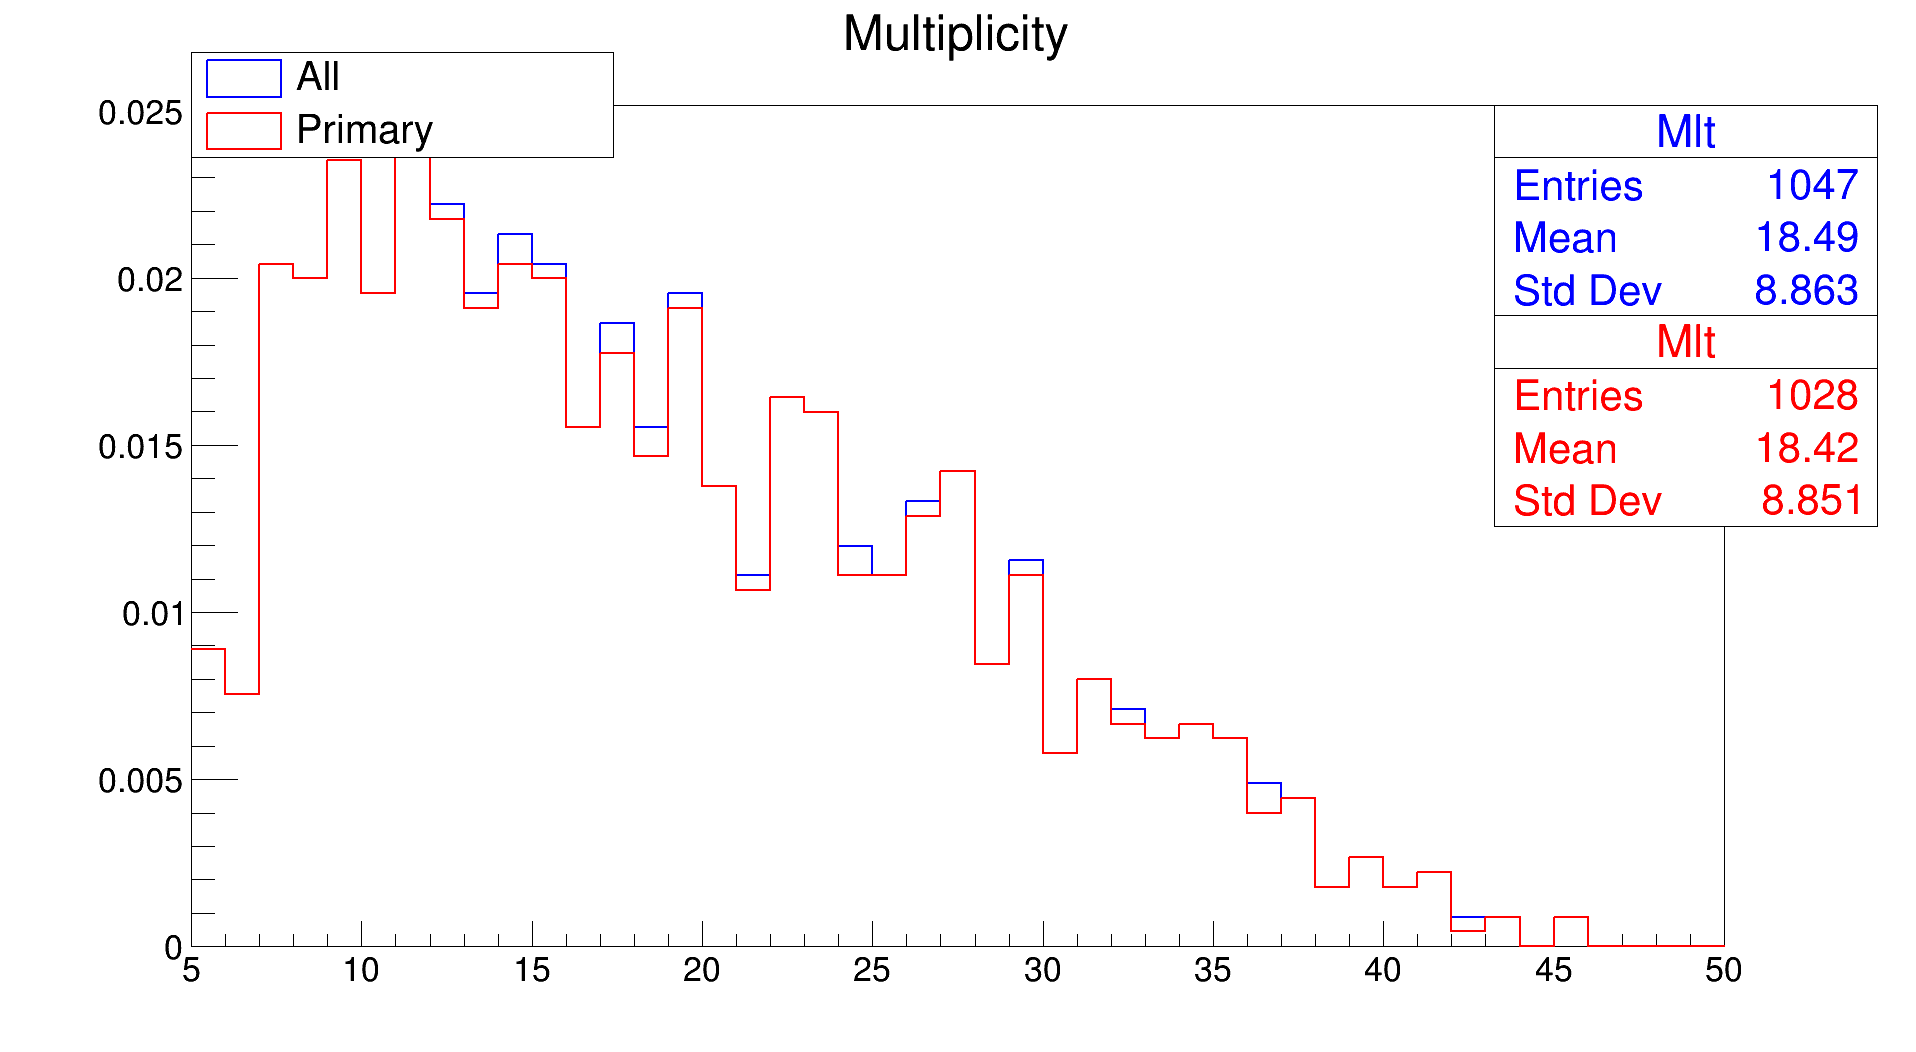 Multiplicity
All
Primary
0.025
0.02
0.015
0.01
0.005
0
5 10 15 20 25 30 35 40 45 50
Mlt
Entries 1047
Mean 18.49
Std Dev 8.863
Mlt
Entries 1028
Mean 18.42
Std Dev 8.851